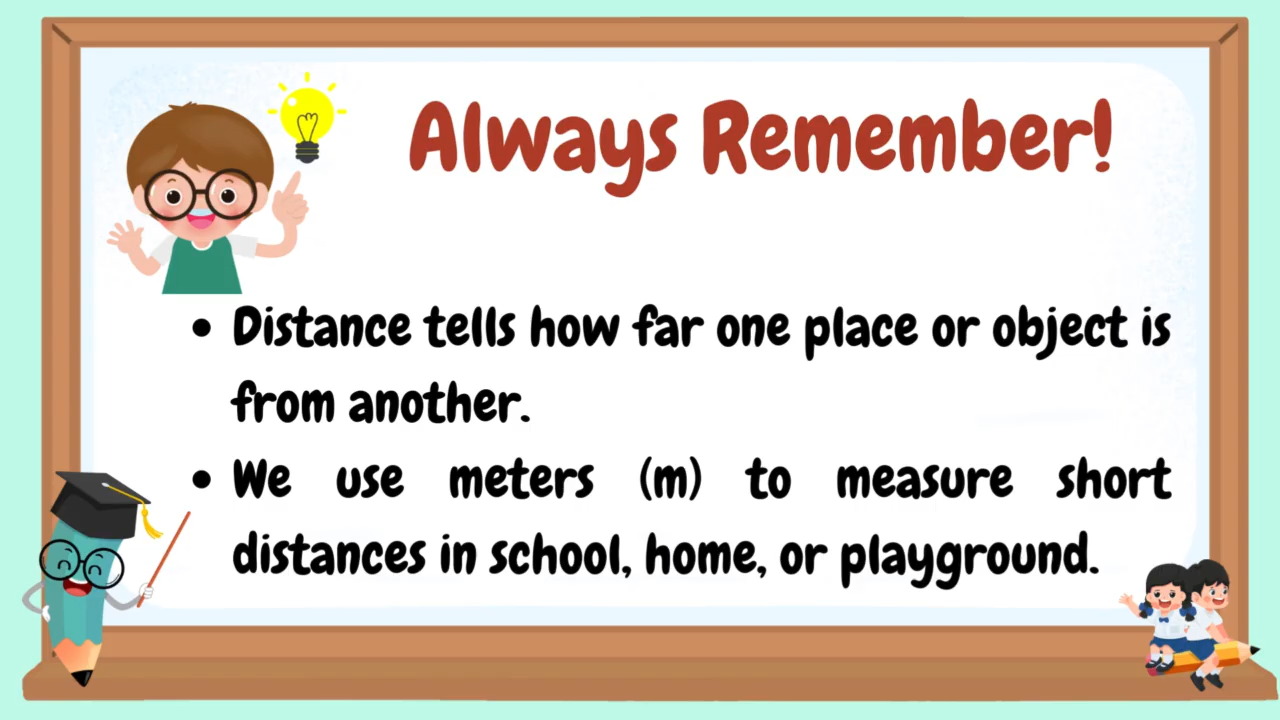 Always Remember!
• Distance tells how far one place or object is
from another.
• We use meters (m) to measure short
distances in school, home, or playground.